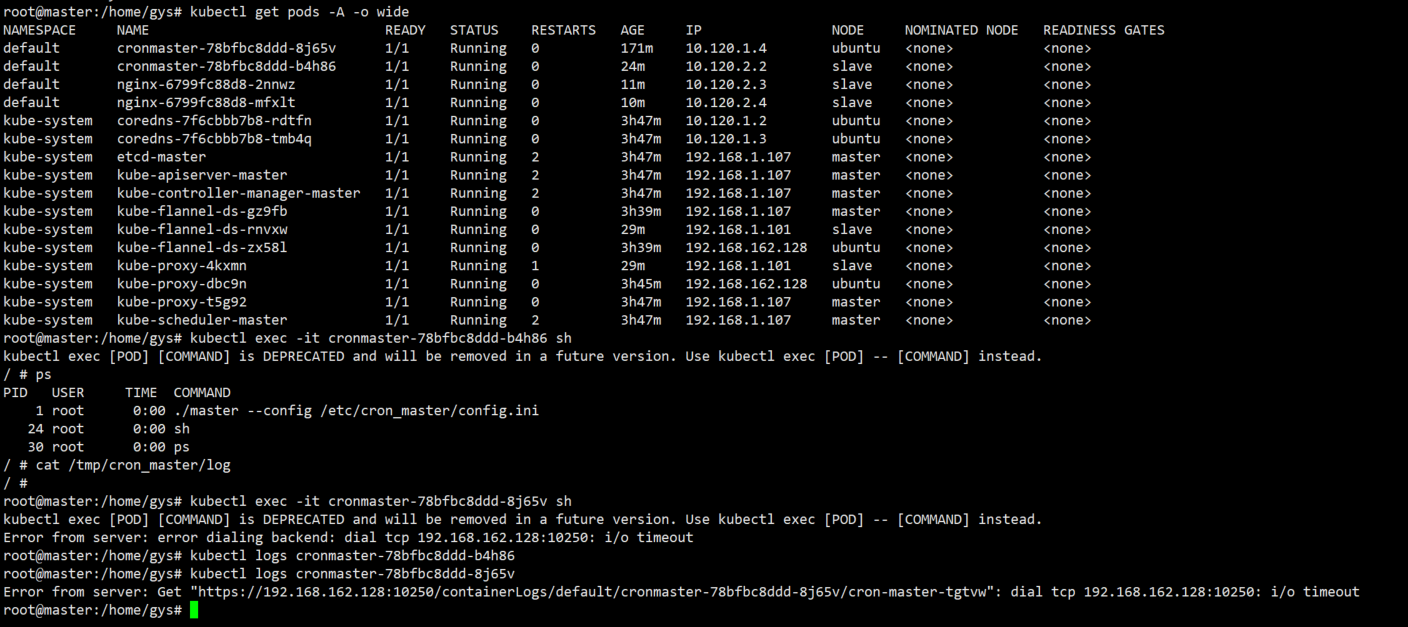 root@master:/home/gys# kubectl get pods -A -o wide
NAMESPACE     NAME                             READY   STATUS    RESTARTS   AGE     IP                NODE     NOMINATED NODE   READINESS GATES
default       cronmaster-78bfbc8ddd-8j65v      1/1     Running   0          171m    10.120.1.4        ubuntu   <none>           <none>
default       cronmaster-78bfbc8ddd-b4h86      1/1     Running   0          24m     10.120.2.2        slave    <none>           <none>
default       nginx-6799fc88d8-2nnwz           1/1     Running   0          11m     10.120.2.3        slave    <none>           <none>
default       nginx-6799fc88d8-mfxlt           1/1     Running   0          10m     10.120.2.4        slave    <none>           <none>
kube-system   coredns-7f6cbbb7b8-rdtfn         1/1     Running   0          3h47m   10.120.1.2        ubuntu   <none>           <none>
kube-system   coredns-7f6cbbb7b8-tmb4q         1/1     Running   0          3h47m   10.120.1.3        ubuntu   <none>           <none>
kube-system   etcd-master                      1/1     Running   2          3h47m   192.168.1.107     master   <none>           <none>
kube-system   kube-apiserver-master            1/1     Running   2          3h47m   192.168.1.107     master   <none>           <none>
kube-system   kube-controller-manager-master   1/1     Running   2          3h47m   192.168.1.107     master   <none>           <none>
kube-system   kube-flannel-ds-gz9fb            1/1     Running   0          3h39m   192.168.1.107     master   <none>           <none>
kube-system   kube-flannel-ds-rnvxw            1/1     Running   0          29m     192.168.1.101     slave    <none>           <none>
kube-system   kube-flannel-ds-zx58l            1/1     Running   0          3h39m   192.168.162.128   ubuntu   <none>           <none>
kube-system   kube-proxy-4kxmn                 1/1     Running   1          29m     192.168.1.101     slave    <none>           <none>
kube-system   kube-proxy-dbc9n                 1/1     Running   0          3h45m   192.168.162.128   ubuntu   <none>           <none>
kube-system   kube-proxy-t5g92                 1/1     Running   0          3h47m   192.168.1.107     master   <none>           <none>
kube-system   kube-scheduler-master            1/1     Running   2          3h47m   192.168.1.107     master   <none>           <none>
root@master:/home/gys# kubectl exec -it cronmaster-78bfbc8ddd-b4h86 sh
kubectl exec [POD] [COMMAND] is DEPRECATED and will be removed in a future version. Use kubectl exec [POD] -- [COMMAND] instead.
/ # ps
PID   USER     TIME  COMMAND
    1 root      0:00 ./master --config /etc/cron_master/config.ini
   24 root      0:00 sh
   30 root      0:00 ps
/ # cat /tmp/cron_master/log
/ #
root@master:/home/gys# kubectl exec -it cronmaster-78bfbc8ddd-8j65v sh
kubectl exec [POD] [COMMAND] is DEPRECATED and will be removed in a future version. Use kubectl exec [POD] -- [COMMAND] instead.
Error from server: error dialing backend: dial tcp 192.168.162.128:10250: i/o timeout
root@master:/home/gys# kubectl logs cronmaster-78bfbc8ddd-b4h86
root@master:/home/gys# kubectl logs cronmaster-78bfbc8ddd-8j65v
Error from server: Get "https://192.168.162.128:10250/containerLogs/default/cronmaster-78bfbc8ddd-8j65v/cron-master-tgtvw": dial tcp 192.168.162.128:10250: i/o timeout
root@master:/home/gys#